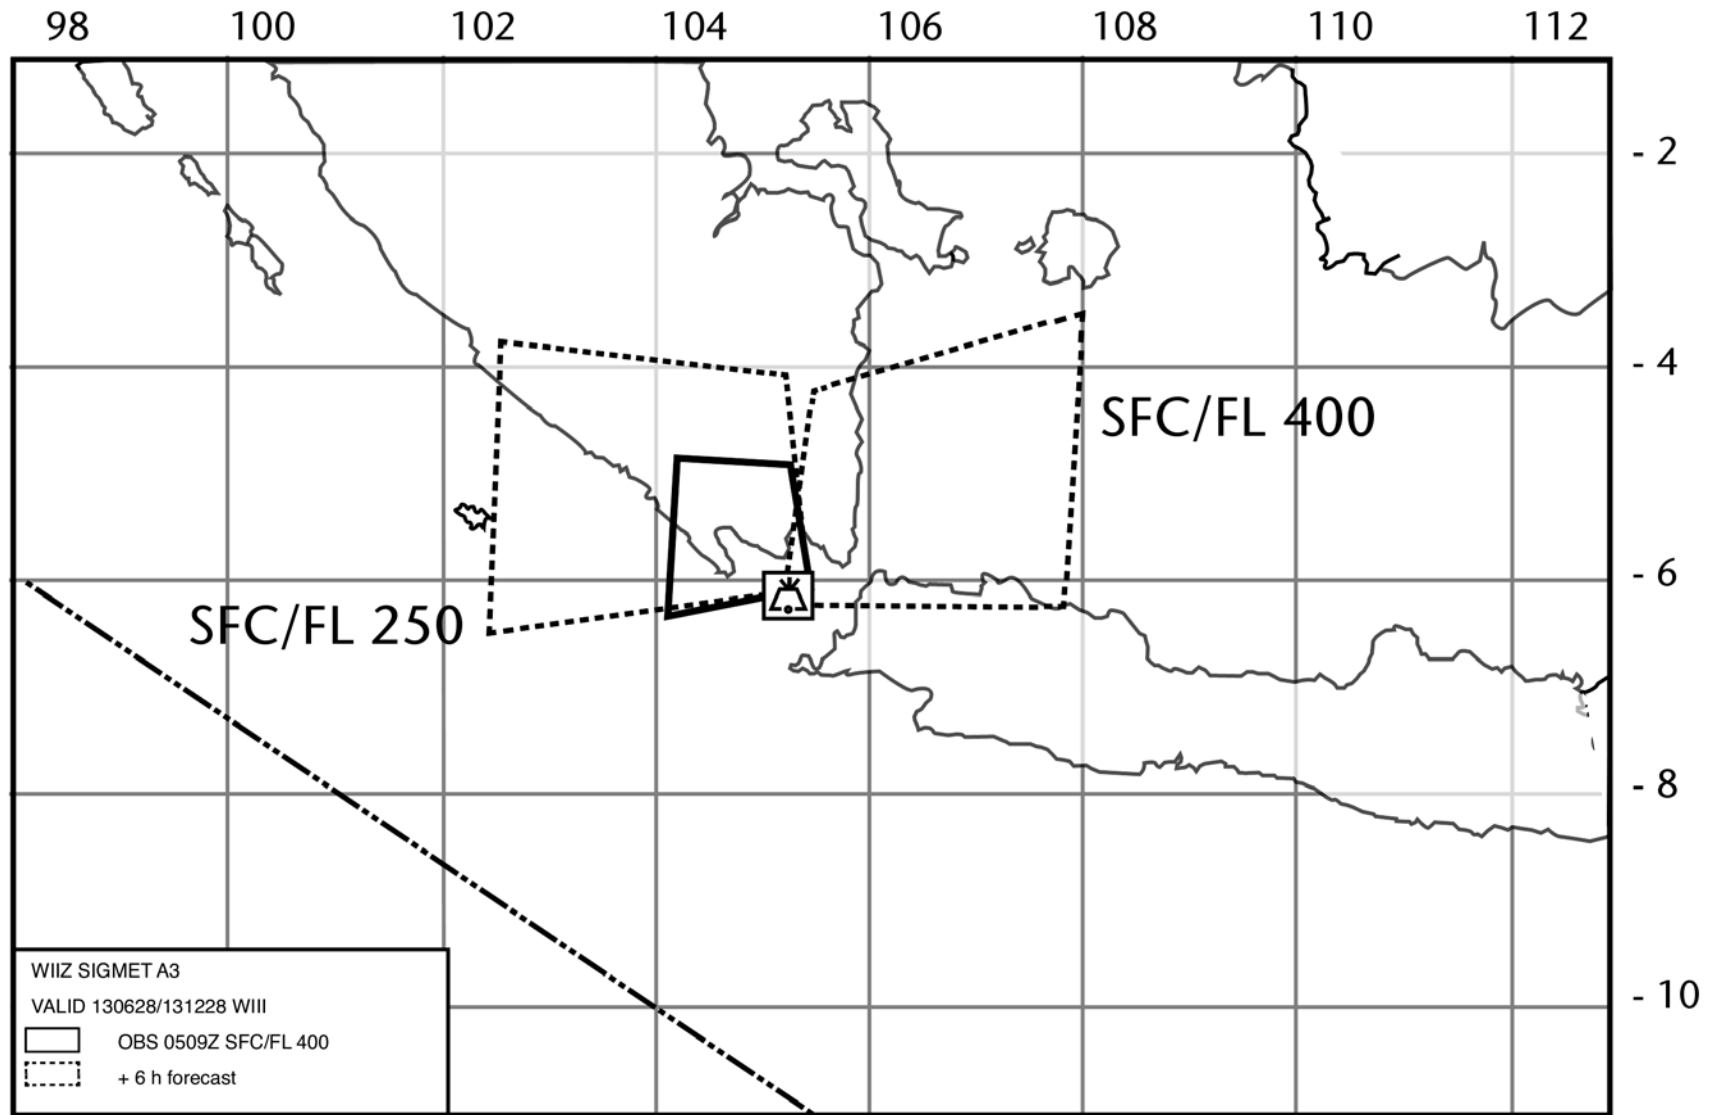 98 100 102 104 106 108 110 112
- 2
- 4
SFC/FL 400
- 6
SFC/FL 250
- 8
WIIZ SIGMET A3
- 10
VALID 130628/131228 WIII
OBS 0509Z SFC/FL 400
+ 6 h forecast